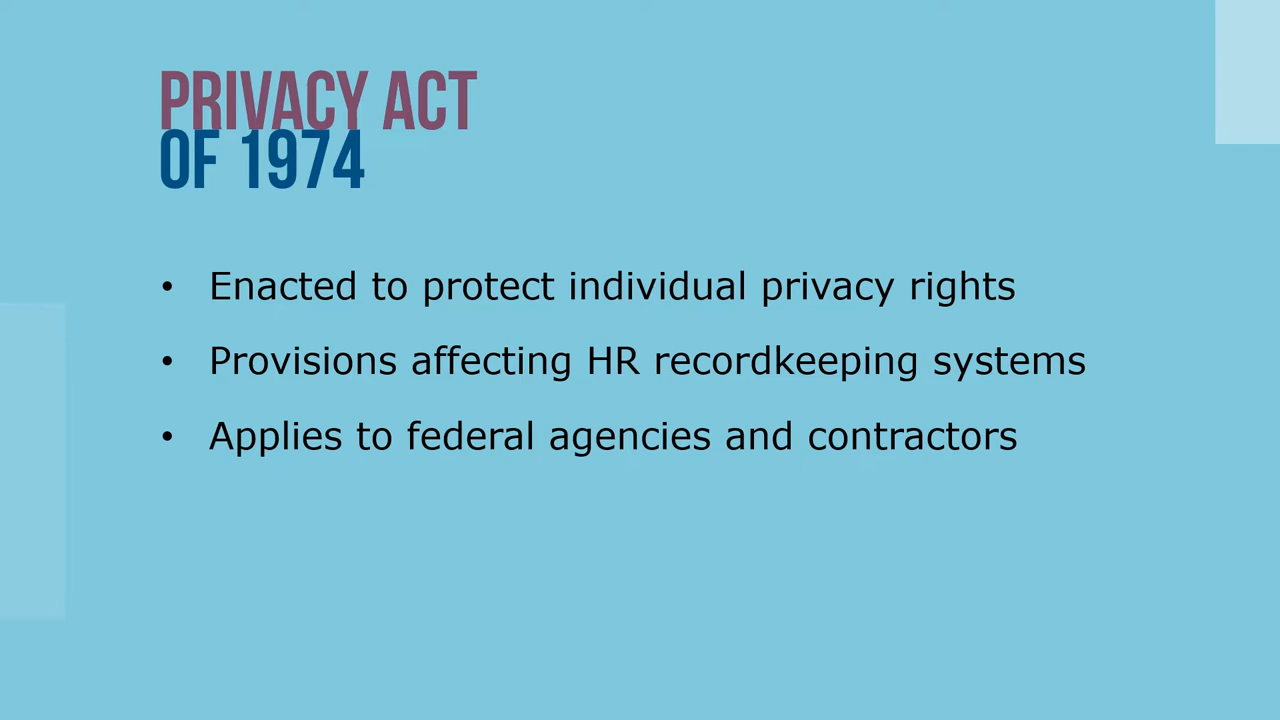 PRIVACY ACT
OF 1974
• Enacted to protect individual privacy rights
• Provisions affecting HR recordkeeping systems
• Applies to federal agencies and contractors